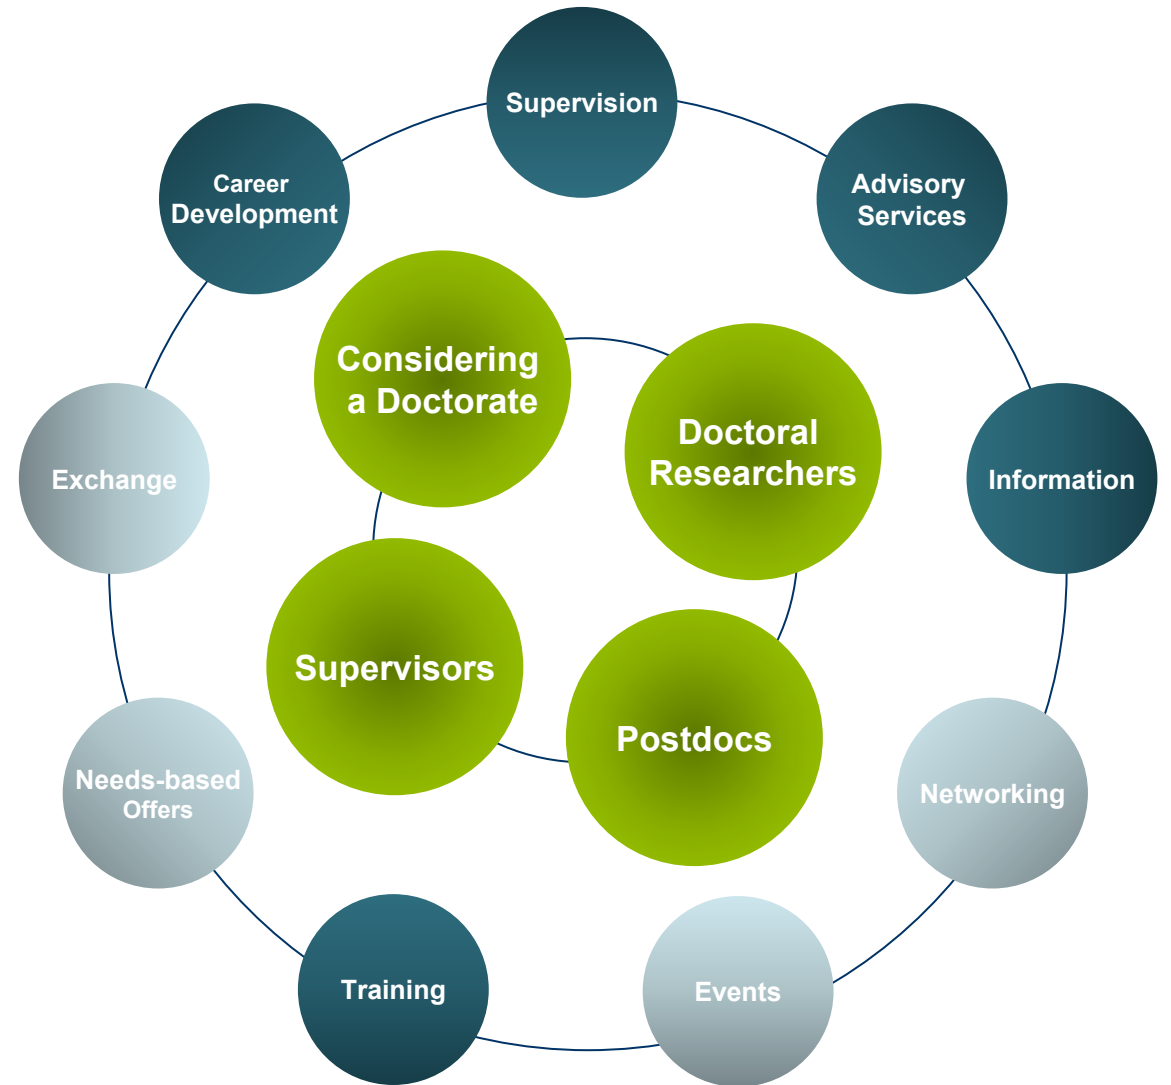 Supervision
Advisory
Services
Information
Networking
Events
Training
Needs-based
Offers
Exchange
Career
Development
Considering
a Doctorate
Doctoral
Researchers
Postdocs
Supervisors